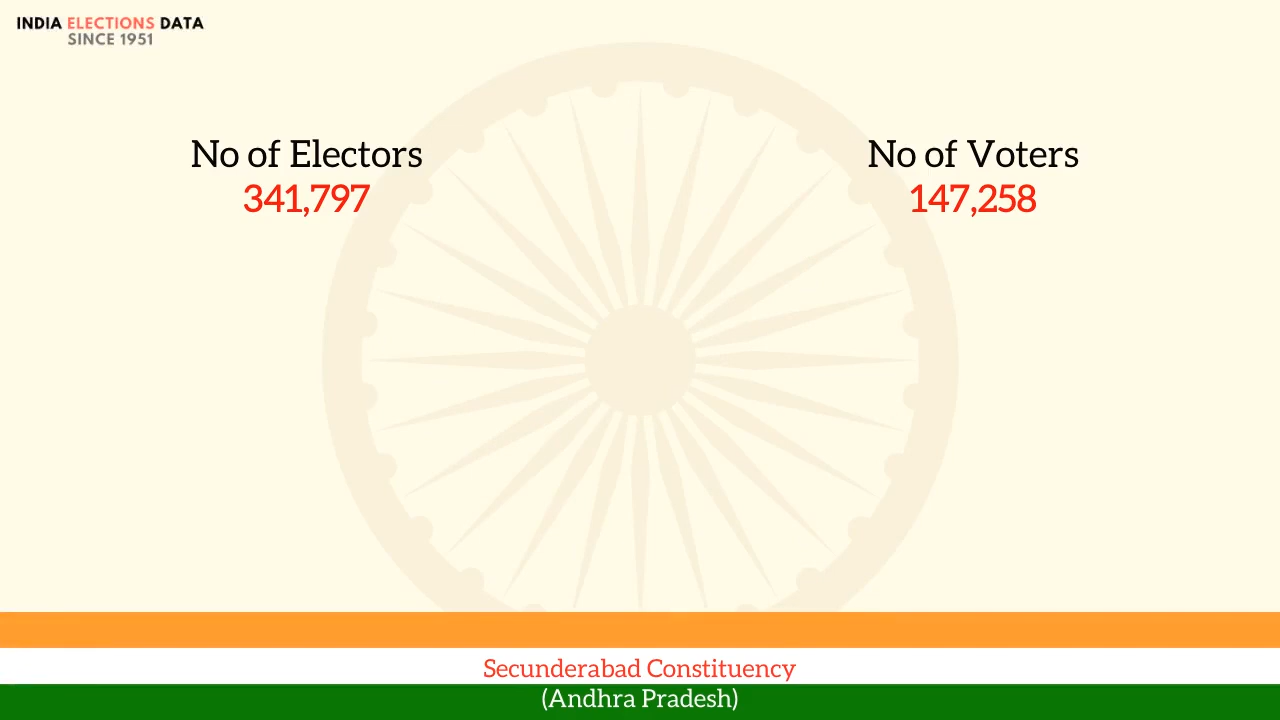 INDIA ELECTIONS DATA
SINCE 1951
No of Electors
341,797
No of Voters
147,258
Secunderabad Constituency
(Andhra Pradesh)